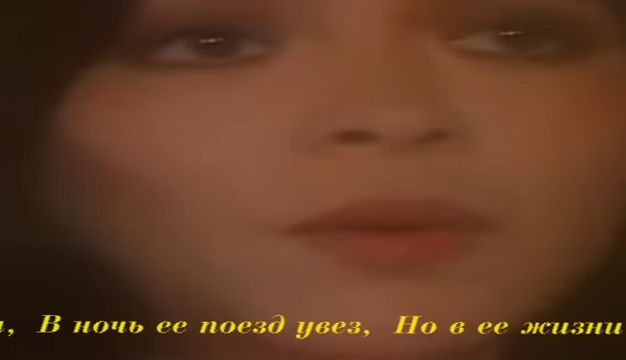 , В ночь ее поезд увез, Но в ее жизни